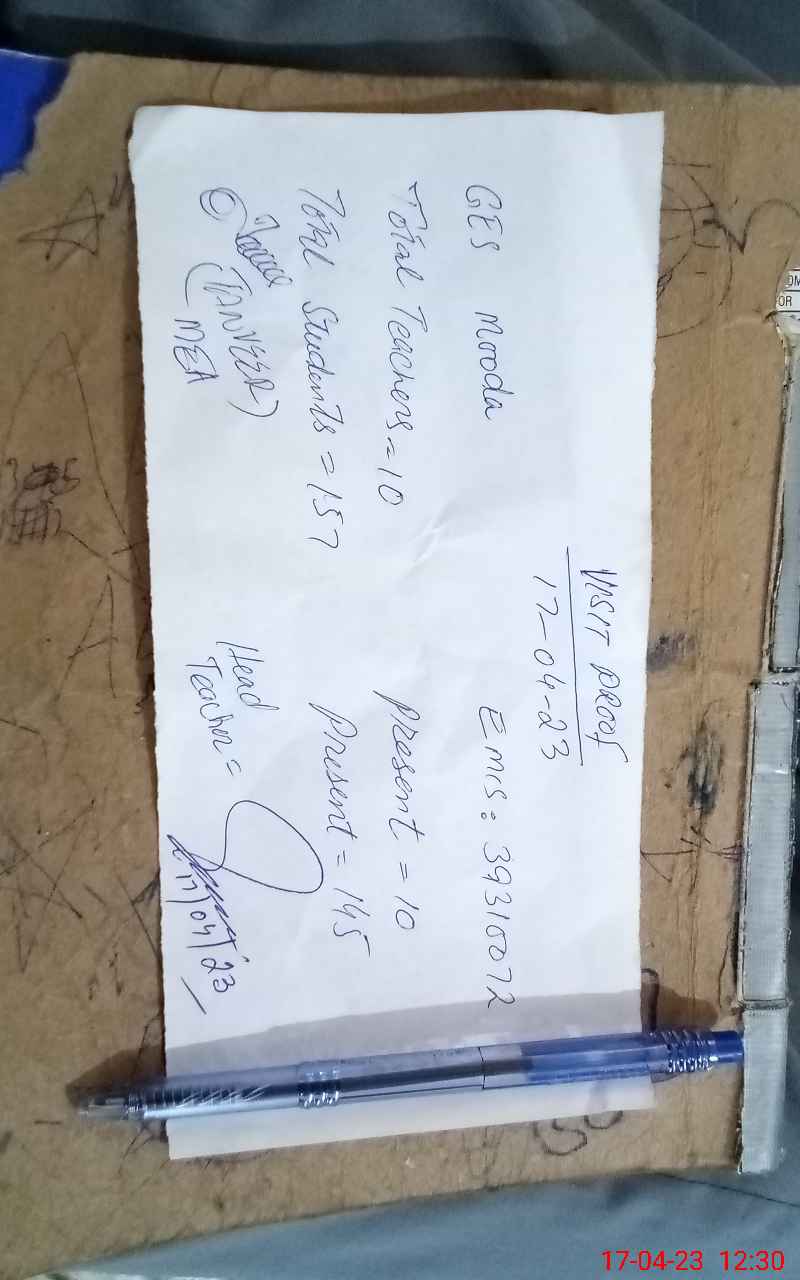 VISIT PROOF
17-04-23
GES Mooda EMIS: 39310072
Total Teachers = 10 Present = 10
Total Students = 157 Present = 145
(TANVEER) Head
MEA Teacher =
17/04/23
17-04-23 12:30